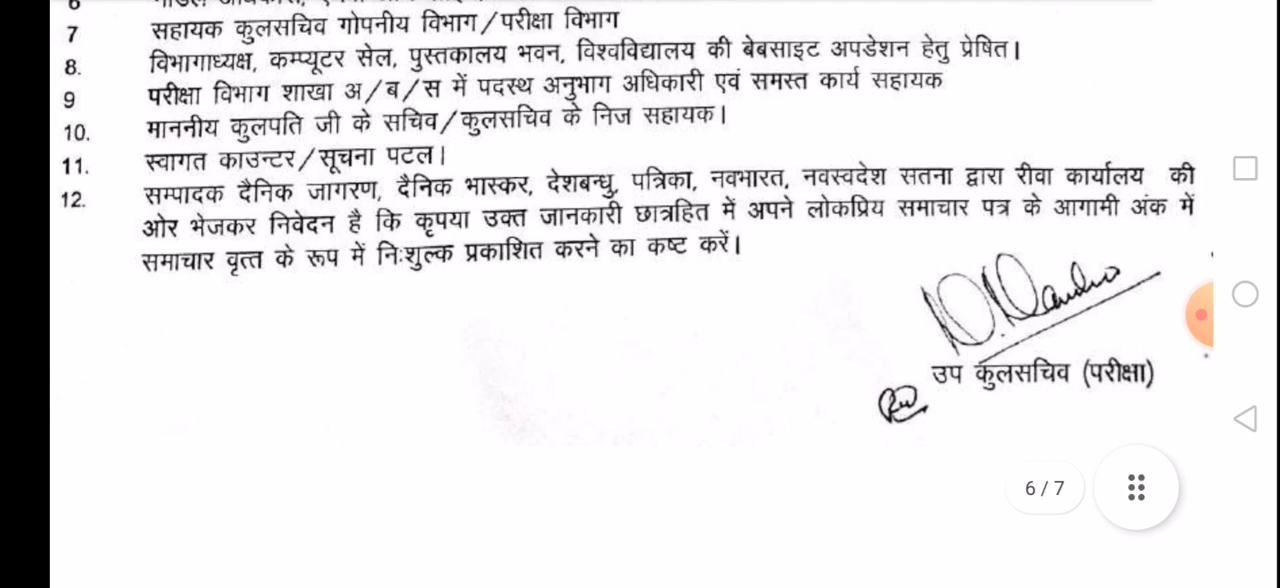 6
7 सहायक कुलसचिव गोपनीय विभाग/परीक्षा विभाग
8. विभागाध्यक्ष, कम्प्यूटर सेल, पुस्तकालय भवन, विश्वविद्यालय की बेबसाइट अपडेशन हेतु प्रेषित।
9 परीक्षा विभाग शाखा अ/ब/स में पदस्थ अनुभाग अधिकारी एवं समस्त कार्य सहायक
10. माननीय कुलपति जी के सचिव/कुलसचिव के निज सहायक।
11. स्वागत काउन्टर/सूचना पटल।
12. सम्पादक दैनिक जागरण, दैनिक भास्कर, देशबन्धु, पत्रिका, नवभारत, नवस्वदेश सतना द्वारा रीवा कार्यालय की
ओर भेजकर निवेदन है कि कृपया उक्त जानकारी छात्रहित में अपने लोकप्रिय समाचार पत्र के आगामी अंक में
समाचार वृत्त के रूप में निःशुल्क प्रकाशित करने का कष्ट करें।
उप कुलसचिव (परीक्षा)
6/7